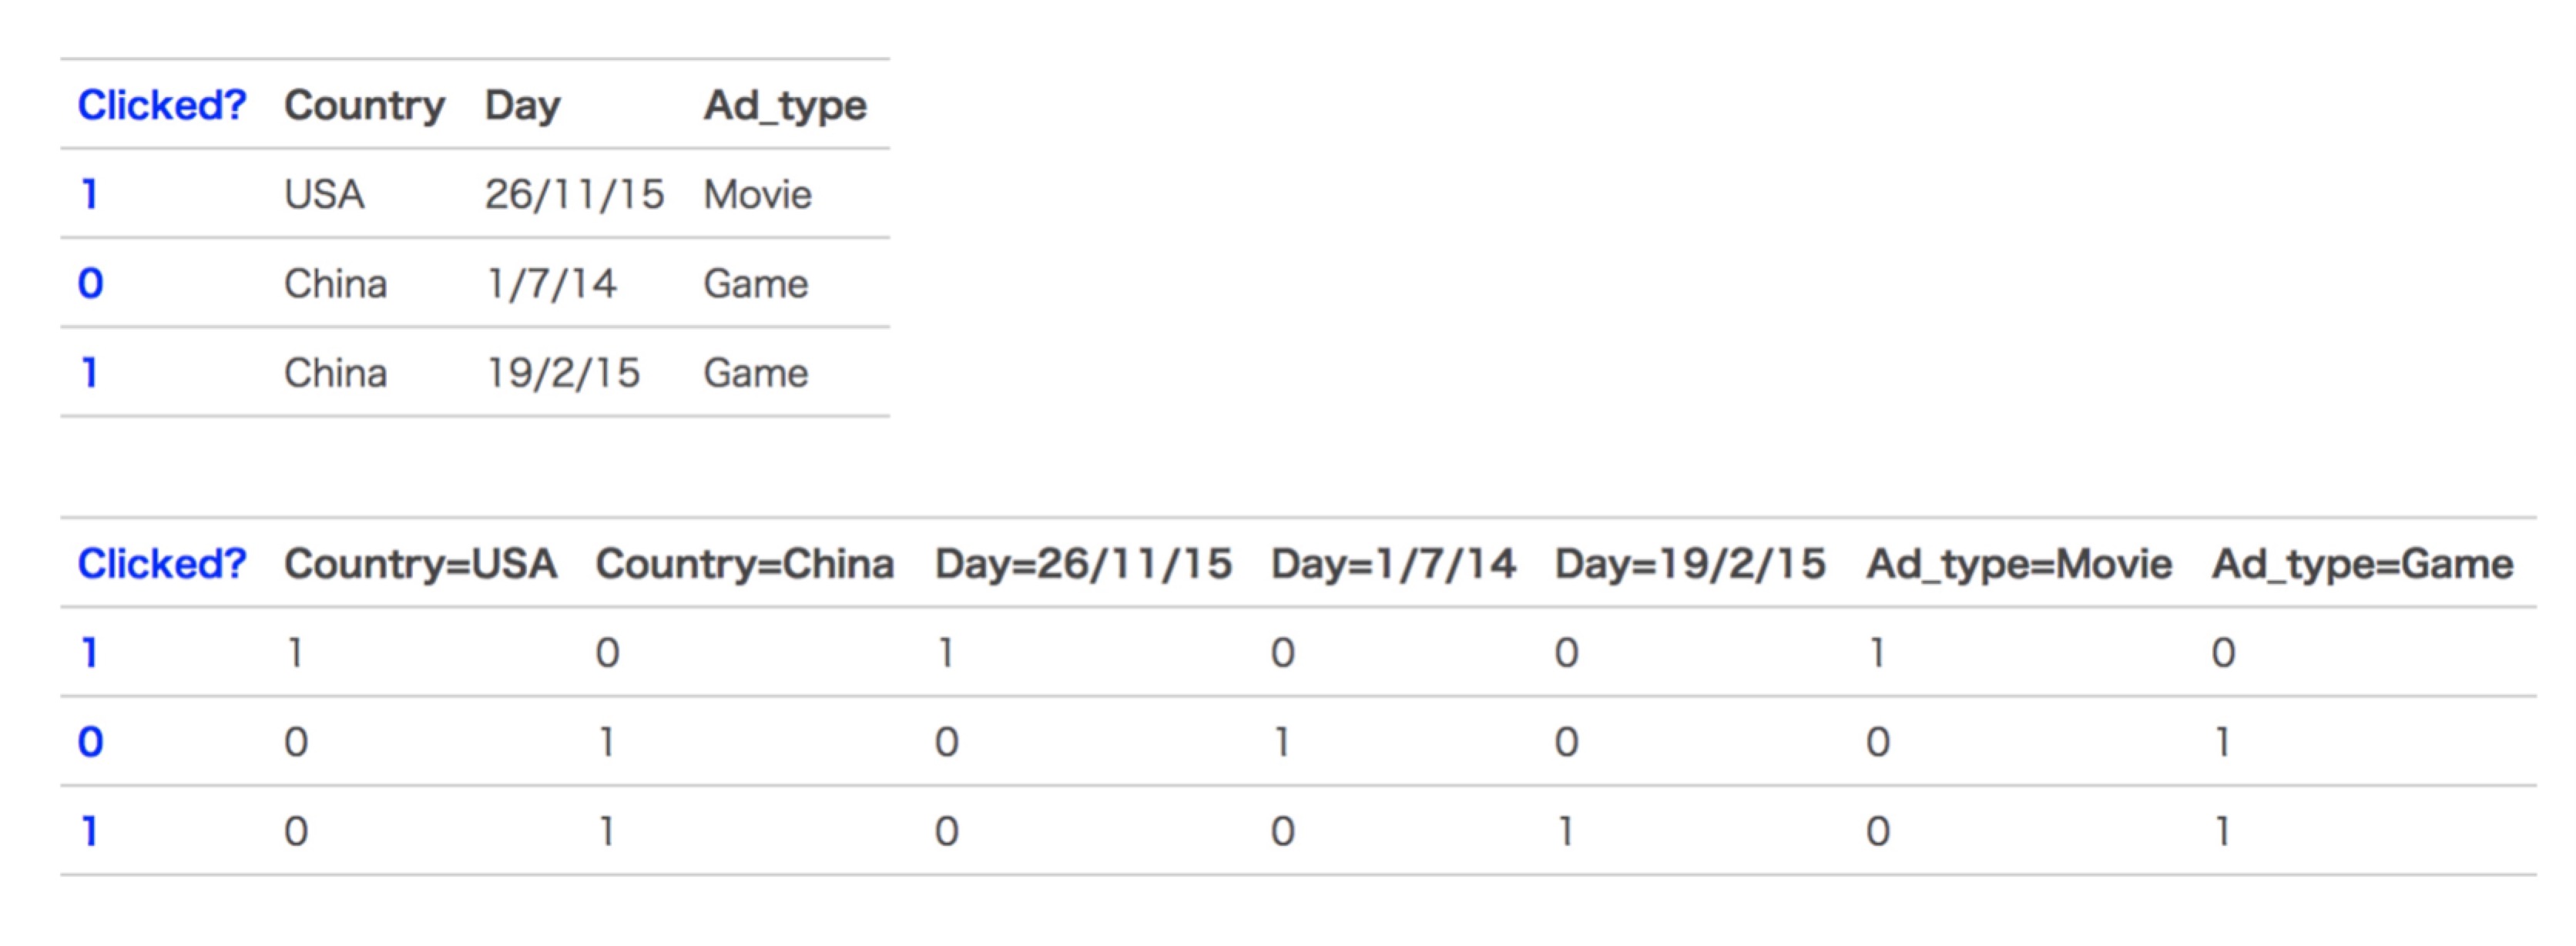 Clicked? Country Day Ad_type
1 USA 26/11/15 Movie
0 China 1/7/14 Game
1 China 19/2/15 Game
Clicked? Country=USA Country=China Day=26/11/15 Day=1/7/14 Day=19/2/15 Ad_type=Movie Ad_type=Game
1 1 0 1 0 0 1 0
0 0 1 0 1 0 0 1
1 0 1 0 0 1 0 1